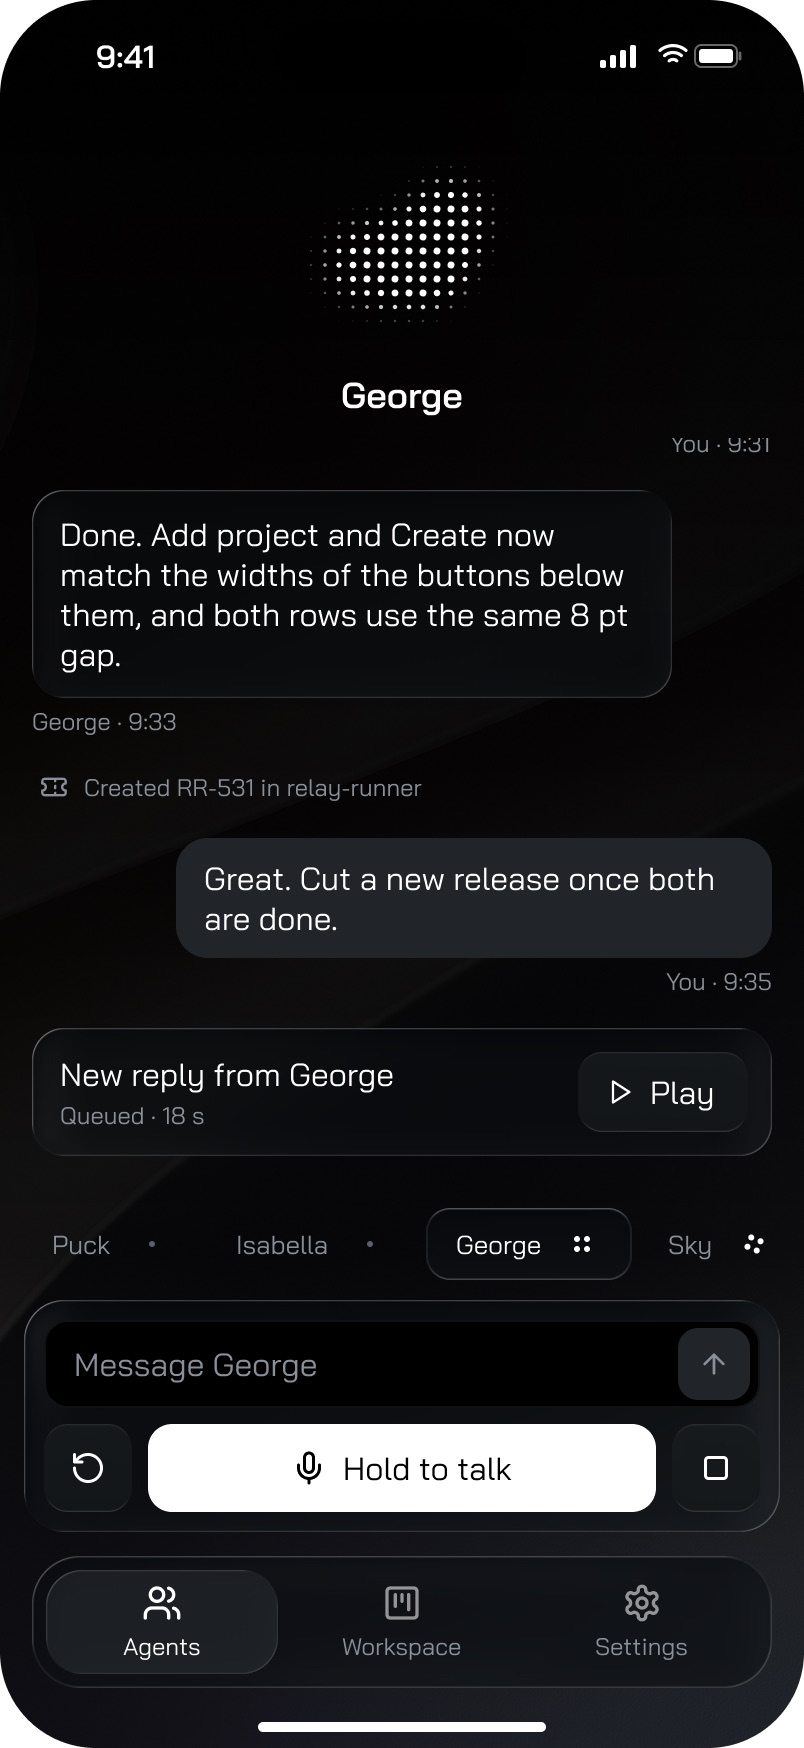 9:41
George
You · 9:31
Done. Add project and Create now
match the widths of the buttons below
them, and both rows use the same 8 pt
gap.
George · 9:33
Created RR-531 in relay-runner
Great. Cut a new release once both
are done.
You · 9:35
New reply from George
Queued · 18 s
Play
Puck
Isabella
George
Sky
Message George
Hold to talk
Agents
Workspace
Settings